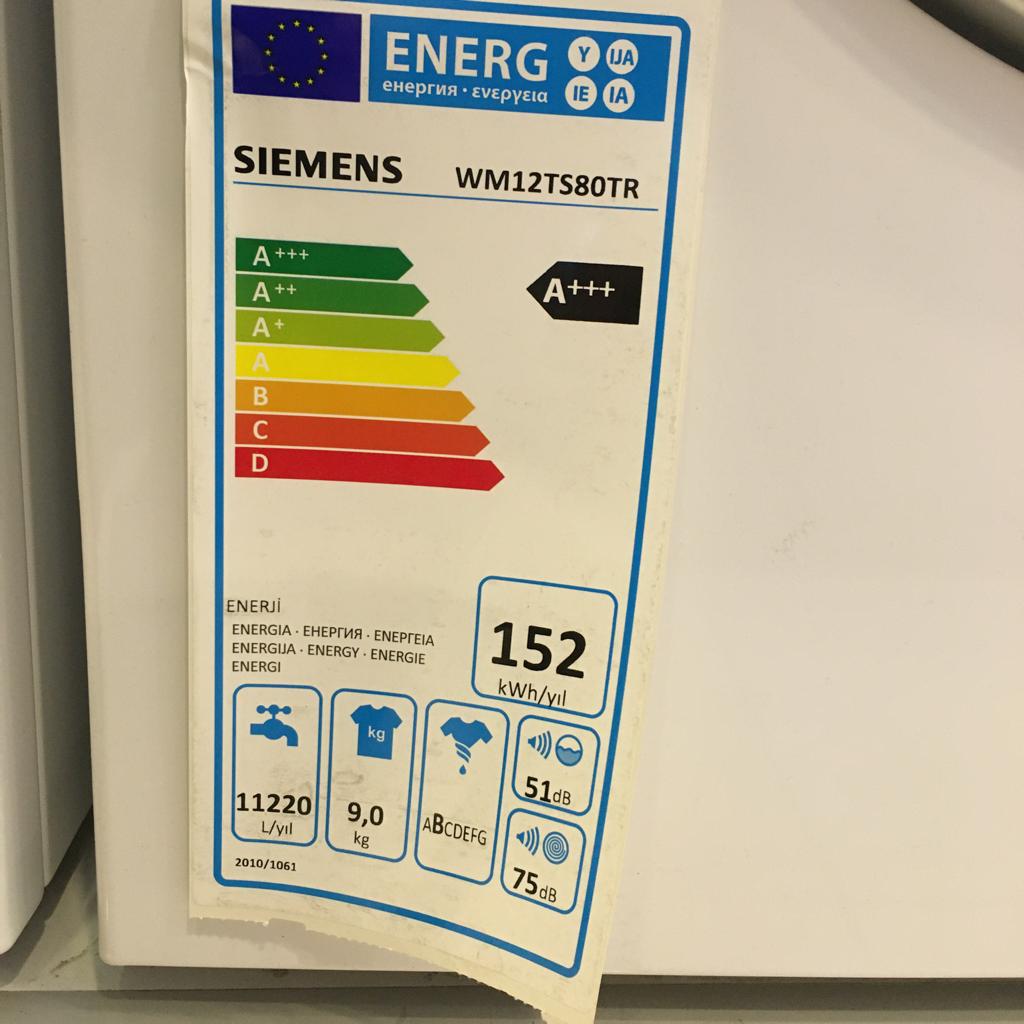 ENERG Y IJA
енергия · ενεργεια IE IA
SIEMENS WM12TS80TR
A+++
A+++
A++
A+
A
B
C
D
ENERJİ
ENERGIA · ЕНЕРГИЯ · ΕΝΕΡΓΕΙΑ
ENERGIJA · ENERGY · ENERGIE
ENERGI
152
kWh/yıl
kg
11220
L/yıl
9,0
kg
ABCDEFG
51dB
75dB
2010/1061